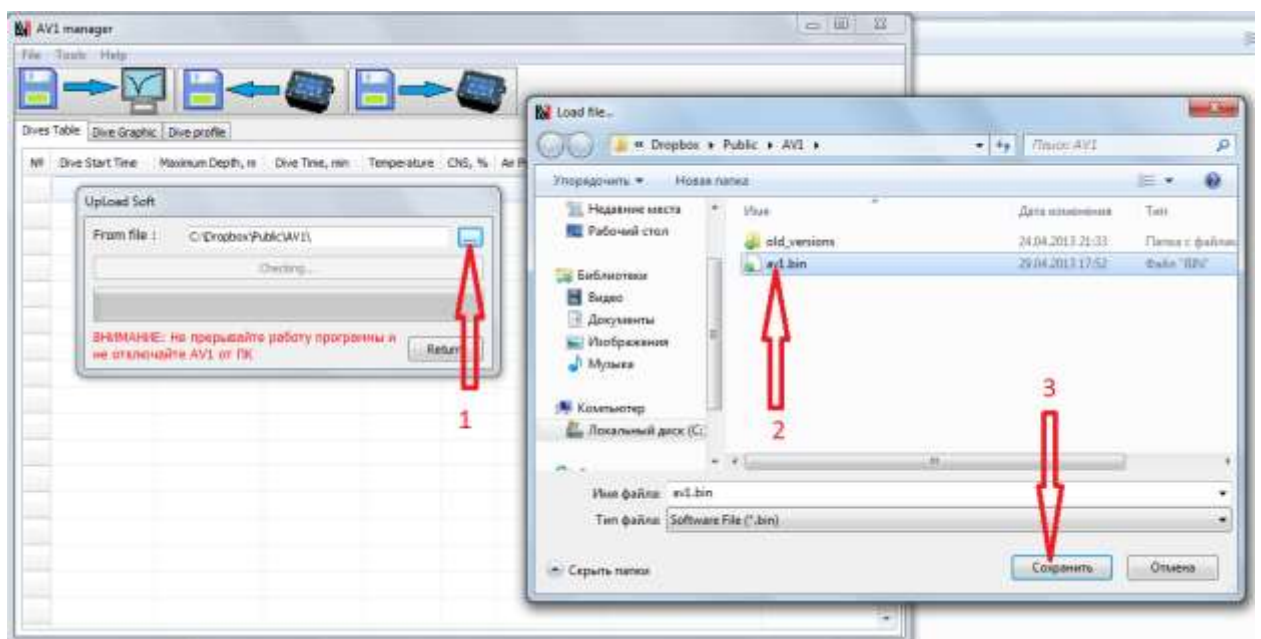 AV1 manager
File Tools Help
Dives Table Dive Graphic Dive profile
№ Dive Start Time Maximum Depth, m Dive Time, min Temperature CNS, % Air
UpLoad Soft
From file : C:\Dropbox\Public\AV1\
...
Checking...
ВНИМАНИЕ: Не прерывайте работу программы и
не отключайте AV1 от ПК
Return
1
Load file...
« Dropbox Public AV1
Поиск: AV1
Упорядочить Новая папка
Недавние места
Рабочий стол
Библиотеки
Видео
Документы
Изображения
Музыка
Компьютер
Локальный диск (C:
Имя Дата изменения Тип
old_versions 24.04.2013 21:33 Папка с файлами
av1.bin 29.04.2013 17:52 Файл "BIN"
2
3
Имя файла: av1.bin
Тип файла: Software File (*.bin)
Скрыть папки
Сохранить Отмена